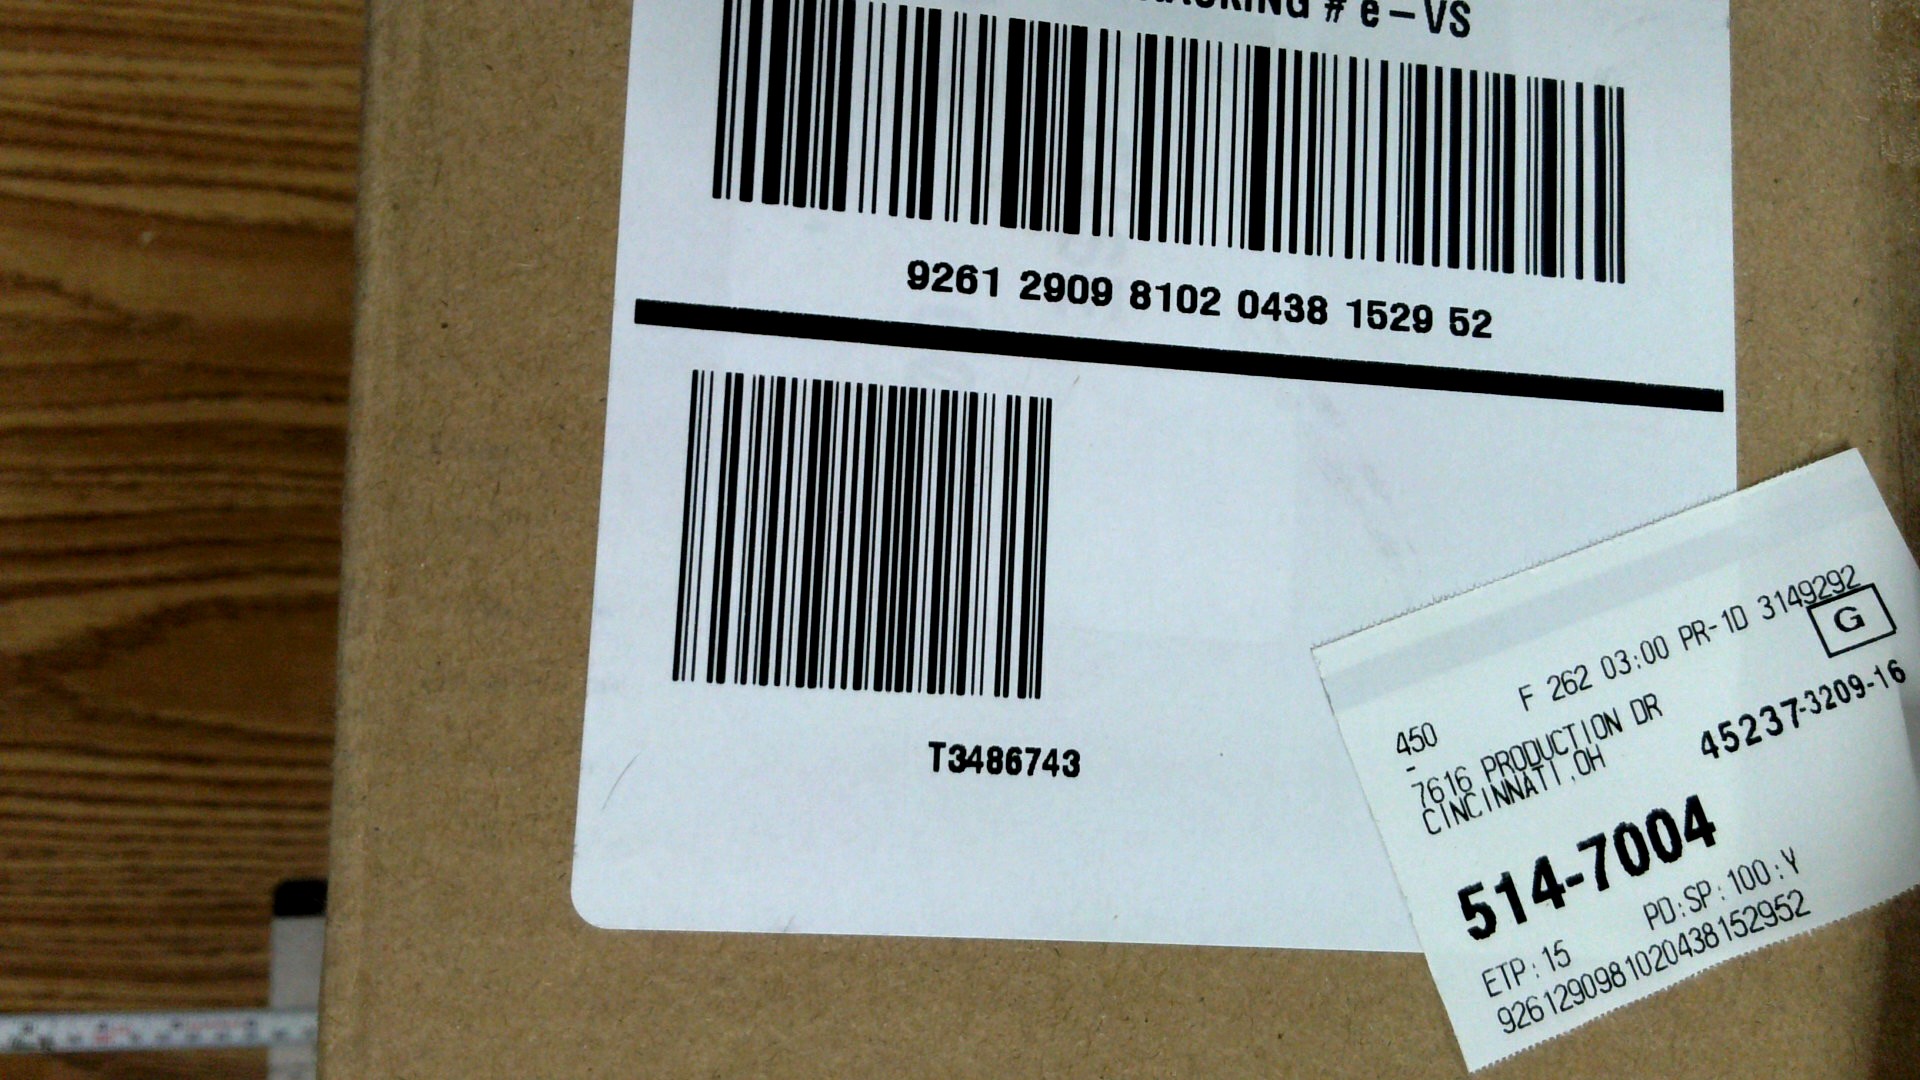 # e – VS
9261 2909 8102 0438 1529 52
T3486743
F 262 03:00 PR-1D 3149292
G
450
-
7616 PRODUCTION DR
CINCINNATI,OH
45237-3209-16
514-7004
PD:SP:100:Y
ETP:15
9261290981020438152952